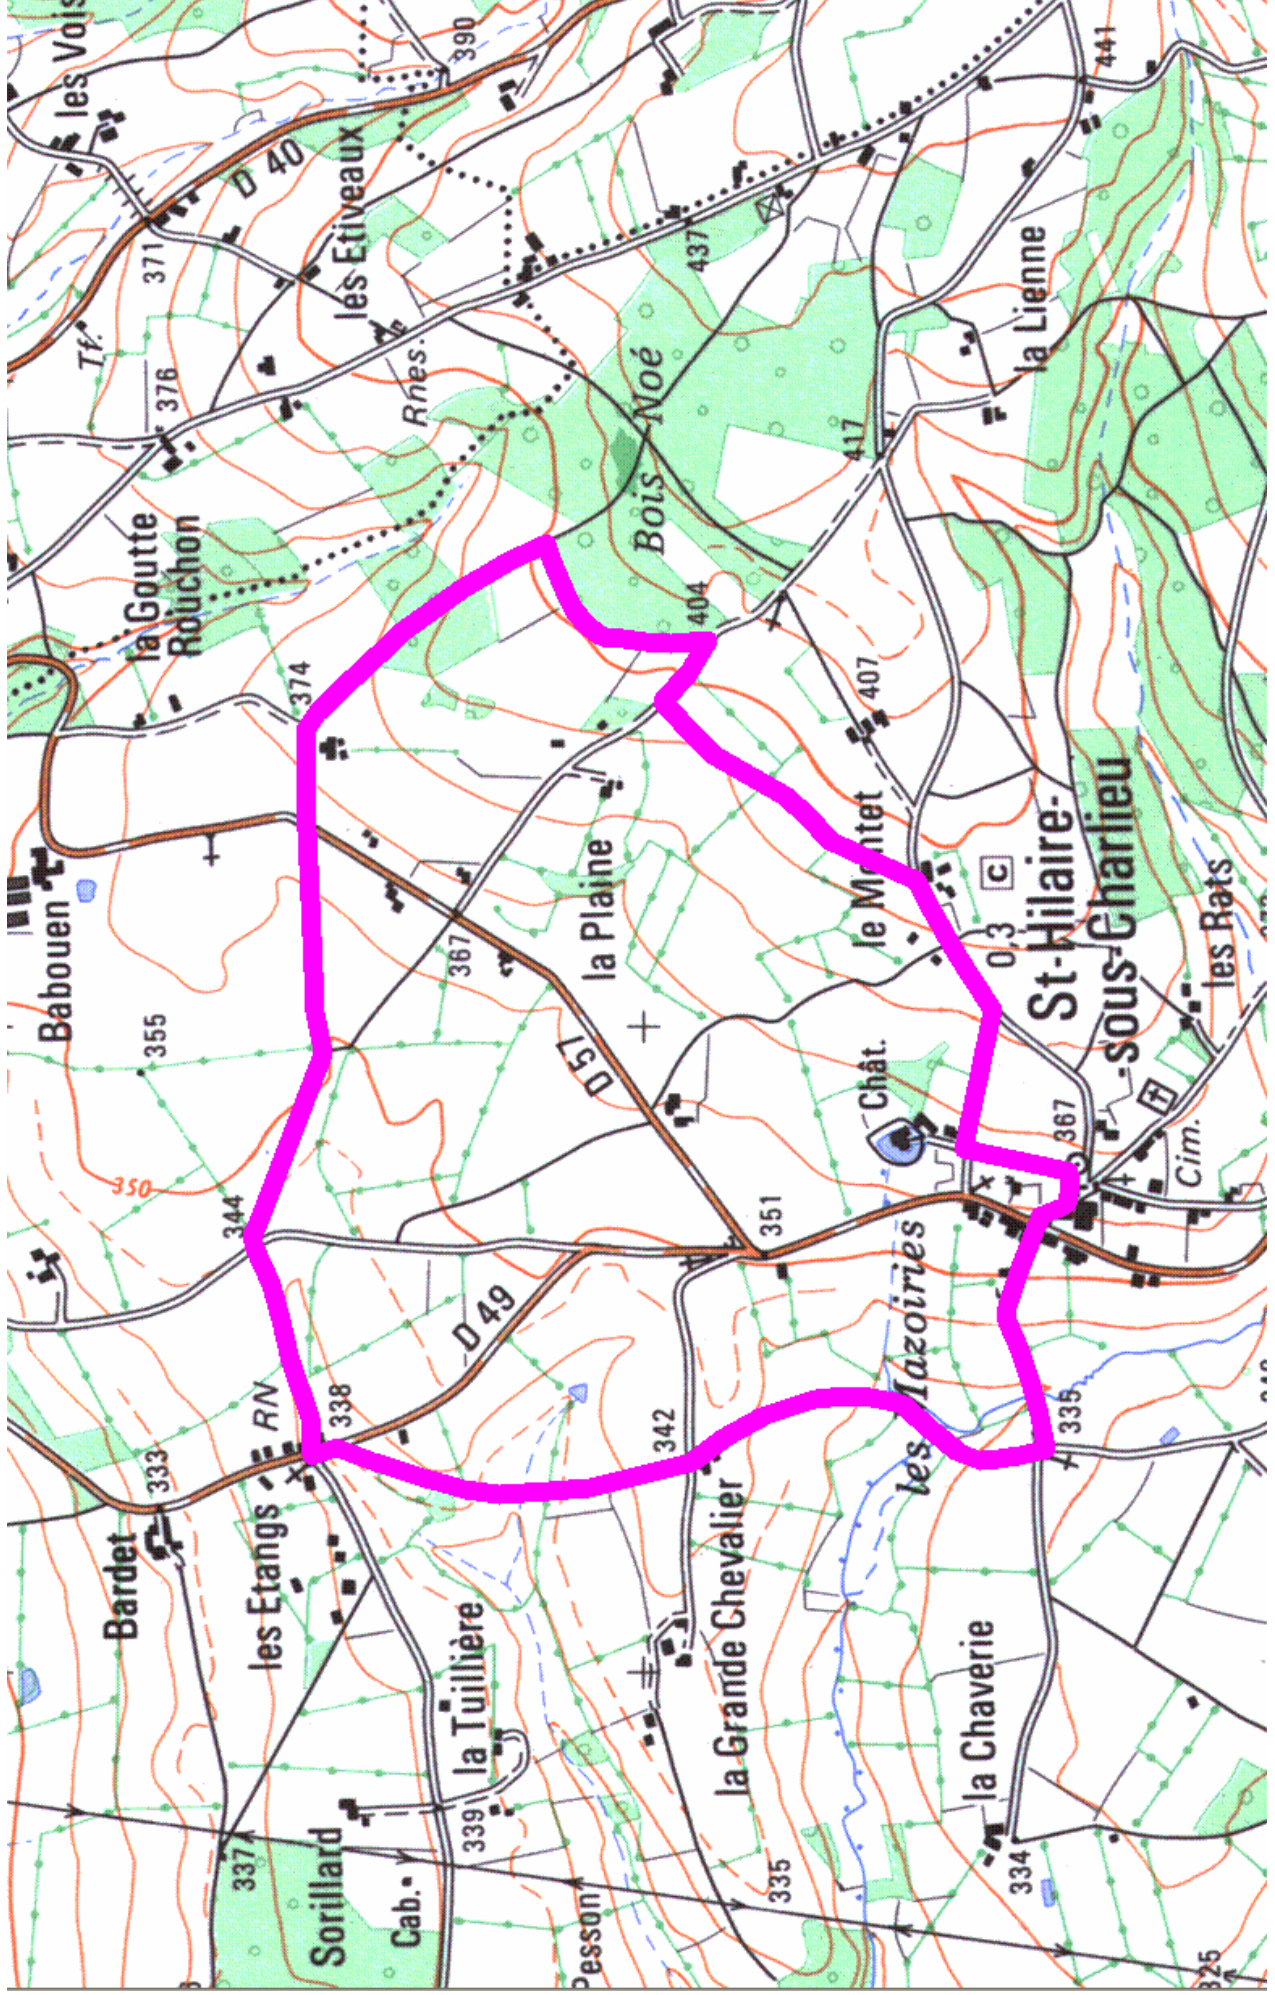 les Vois
390
441
D 40
les Etiveaux
371
437
Tf.
376
Rnes.
la Lienne
Bois Noé
417
la Goutte
Rouchon
404
374
407
Babouen
la Plaine
le Montet
C
0,3
St-Hilaire-
-sous-Charlieu
les Rats
367
355
D 57
Chât.
367
Cim.
350
344
351
les Mazoiries
D 49
RN
338
342
335
333
Bardet
les Etangs
la Tuillière
la Grande Chevalier
la Chaverie
337
339
Sorillard
Cab.
Pesson
335
334
325